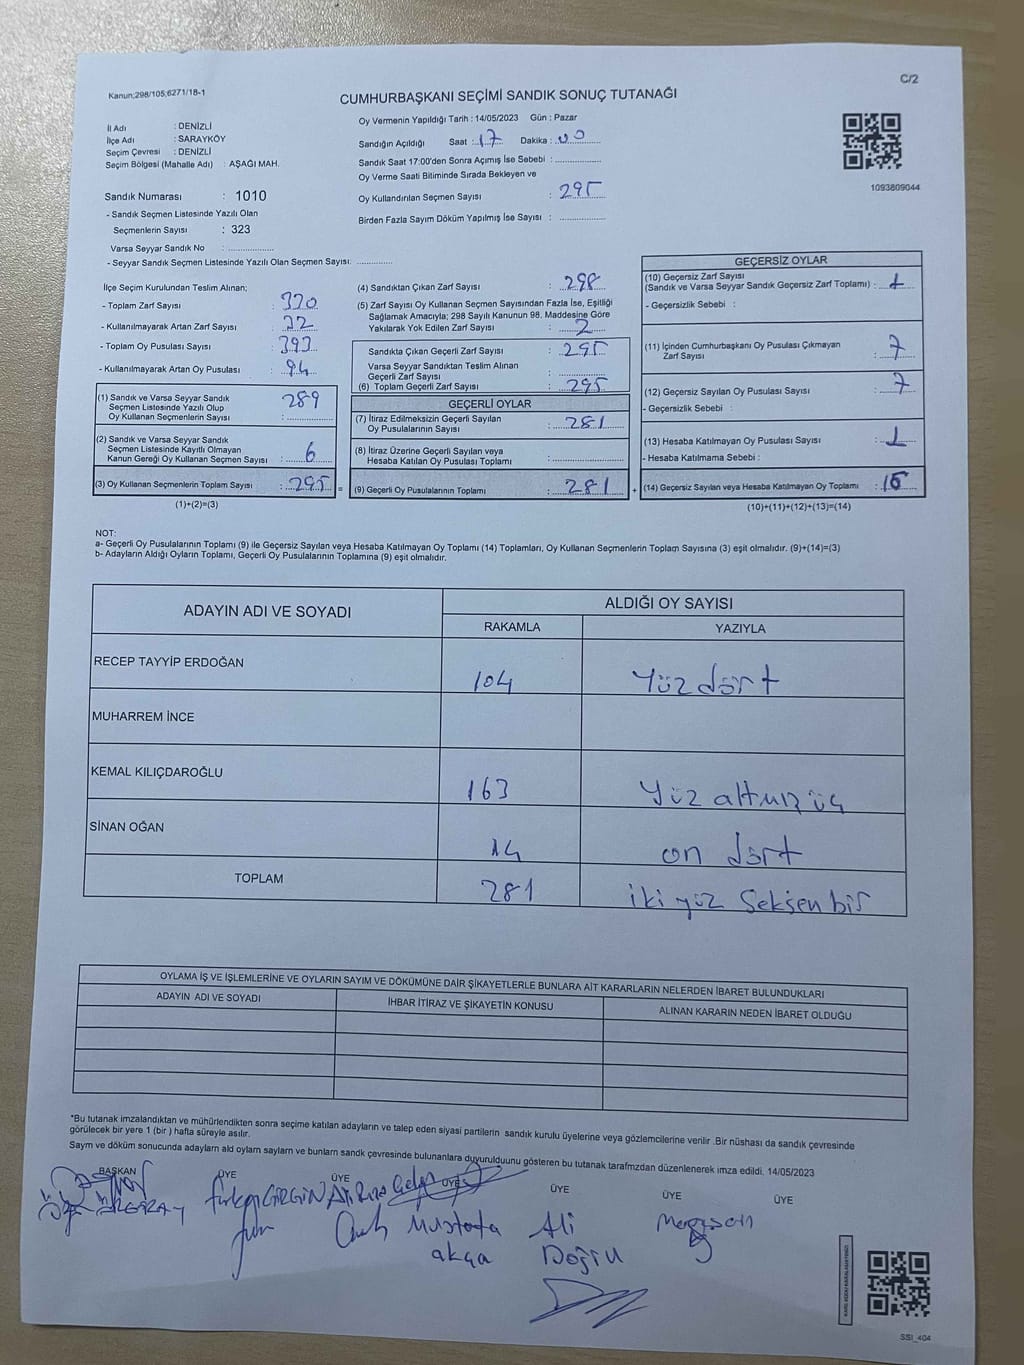 Kanun;298/105;6271/18-1
C/2
CUMHURBAŞKANI SEÇİMİ SANDIK SONUÇ TUTANAĞI
İl Adı : DENİZLİ
İlçe Adı : SARAYKÖY
Seçim Çevresi : DENİZLİ
Seçim Bölgesi (Mahalle Adı) : AŞAĞI MAH.
Sandık Numarası : 1010
- Sandık Seçmen Listesinde Yazılı Olan
Seçmenlerin Sayısı : 323
Varsa Seyyar Sandık No :
- Seyyar Sandık Seçmen Listesinde Yazılı Olan Seçmen Sayısı:
Oy Vermenin Yapıldığı Tarih : 14/05/2023 Gün : Pazar
Sandığın Açıldığı Saat : 17 Dakika : 00
Sandık Saat 17:00'den Sonra Açımış İse Sebebi :
Oy Verme Saati Bitiminde Sırada Bekleyen ve
Oy Kullandırılan Seçmen Sayısı : 295
Birden Fazla Sayım Döküm Yapılmış İse Sayısı :
1093809044
İlçe Seçim Kurulundan Teslim Alınan;
- Toplam Zarf Sayısı : 320
- Kullanılmayarak Artan Zarf Sayısı : 22
- Toplam Oy Pusulası Sayısı : 393
- Kullanılmayarak Artan Oy Pusulası : 94
(1) Sandık ve Varsa Seyyar Sandık
Seçmen Listesinde Yazılı Olup
Oy Kullanan Seçmenlerin Sayısı : 289
(2) Sandık ve Varsa Seyyar Sandık
Seçmen Listesinde Kayıtlı Olmayan
Kanun Gereği Oy Kullanan Seçmen Sayısı : 6
(3) Oy Kullanan Seçmenlerin Toplam Sayısı : 295
(1)+(2)=(3)
=
(4) Sandıktan Çıkan Zarf Sayısı : 298
(5) Zarf Sayısı Oy Kullanan Seçmen Sayısından Fazla İse, Eşitliği
Sağlamak Amacıyla; 298 Sayılı Kanunun 98. Maddesine Göre
Yakılarak Yok Edilen Zarf Sayısı : 2
Sandıkta Çıkan Geçerli Zarf Sayısı : 295
Varsa Seyyar Sandıktan Teslim Alınan
Geçerli Zarf Sayısı :
(6) Toplam Geçerli Zarf Sayısı : 295
GEÇERLİ OYLAR
(7) İtiraz Edilmeksizin Geçerli Sayılan
Oy Pusulalarının Sayısı : 281
(8) İtiraz Üzerine Geçerli Sayılan veya
Hesaba Katılan Oy Pusulası Toplamı :
(9) Geçerli Oy Pusulalarının Toplamı : 281
+
GEÇERSİZ OYLAR
(10) Geçersiz Zarf Sayısı
(Sandık ve Varsa Seyyar Sandık Geçersiz Zarf Toplamı) : 1
- Geçersizlik Sebebi :
(11) İçinden Cumhurbaşkanı Oy Pusulası Çıkmayan
Zarf Sayısı : 7
(12) Geçersiz Sayılan Oy Pusulası Sayısı : 7
- Geçersizlik Sebebi :
(13) Hesaba Katılmayan Oy Pusulası Sayısı : 1
- Hesaba Katılmama Sebebi :
(14) Geçersiz Sayılan veya Hesaba Katılmayan Oy Toplamı :
(10)+(11)+(12)+(13)=(14)
NOT:
a- Geçerli Oy Pusulalarının Toplamı (9) ile Geçersiz Sayılan veya Hesaba Katılmayan Oy Toplamı (14) Toplamları, Oy Kullanan Seçmenlerin Toplam Sayısına (3) eşit olmalıdır. (9)+(14)=(3)
b- Adayların Aldığı Oyların Toplamı, Geçerli Oy Pusulalarının Toplamına (9) eşit olmalıdır.
ADAYIN ADI VE SOYADI ALDIĞI OY SAYISI
RAKAMLA YAZIYLA
RECEP TAYYİP ERDOĞAN 104 Yüz dört
MUHARREM İNCE
KEMAL KILIÇDAROĞLU 163 Yüz altmış üç
SİNAN OĞAN 14 on dört
TOPLAM 281 iki yüz Seksen bir
OYLAMA İŞ VE İŞLEMLERİNE VE OYLARIN SAYIM VE DÖKÜMÜNE DAİR ŞİKAYETLERLE BUNLARA AİT KARARLARIN NELERDEN İBARET BULUNDUKLARI
ADAYIN ADI VE SOYADI İHBAR İTİRAZ VE ŞİKAYETİN KONUSU ALINAN KARARIN NEDEN İBARET OLDUĞU
*Bu tutanak imzalandıktan ve mühürlendikten sonra seçime katılan adayların ve talep eden siyasi partilerin sandık kurulu üyelerine veya gözlemcilerine verilir .Bir nüshası da sandık çevresinde
görülecek bir yere 1 (bir ) hafta süreyle asılır.
Sayım ve döküm sonucunda adayların ald oyların sayların ve bunların sandk çevresinde bulunanlara duyurulduunu gösteren bu tutanak tarafmzdan düzenlenerek imza edildi. 14/05/2023
BAŞKAN ÜYE ÜYE ÜYE ÜYE ÜYE ÜYE
GİRGİN Ali Rıza
Mustafa Ali
akça Doğru
SSI_404